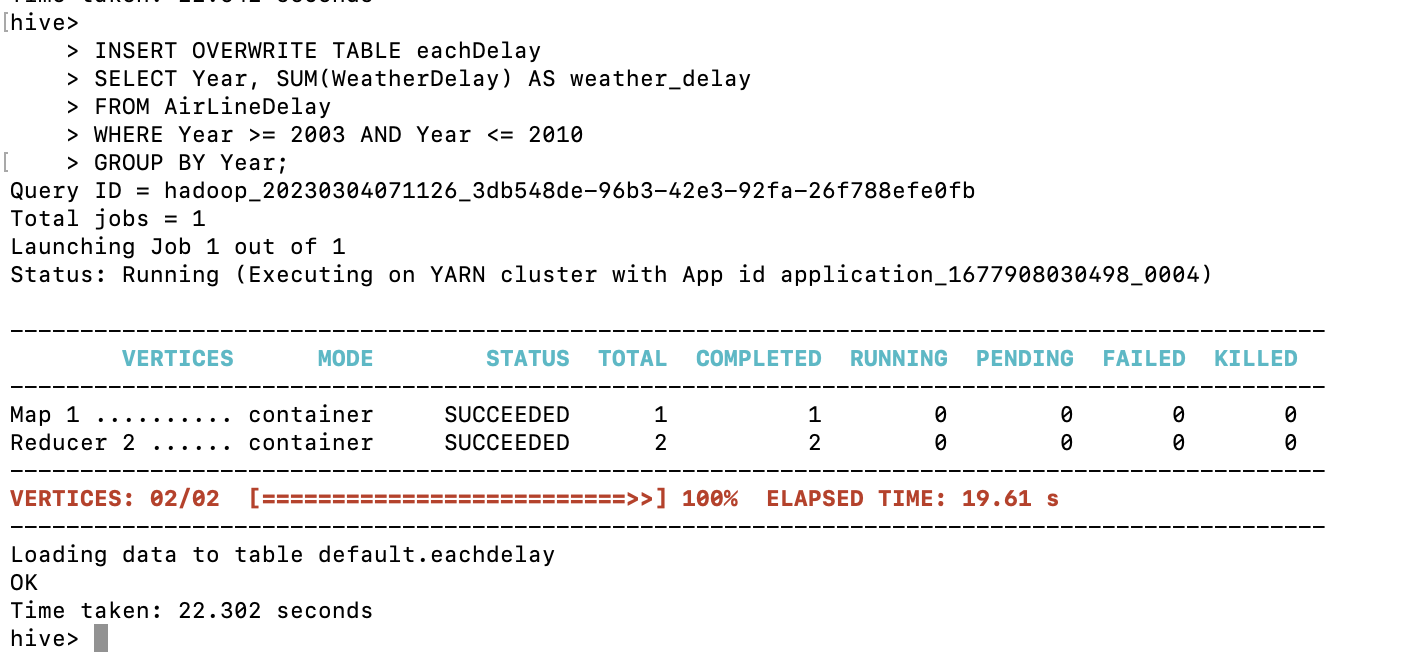 [hive>
    > INSERT OVERWRITE TABLE eachDelay
    > SELECT Year, SUM(WeatherDelay) AS weather_delay
    > FROM AirLineDelay
    > WHERE Year >= 2003 AND Year <= 2010
[    > GROUP BY Year;
Query ID = hadoop_20230304071126_3db548de-96b3-42e3-92fa-26f788efe0fb
Total jobs = 1
Launching Job 1 out of 1
Status: Running (Executing on YARN cluster with App id application_1677908030498_0004)
----------------------------------------------------------------------------------------------
        VERTICES      MODE        STATUS  TOTAL  COMPLETED  RUNNING  PENDING  FAILED  KILLED
----------------------------------------------------------------------------------------------
Map 1 .......... container     SUCCEEDED      1          1        0        0       0       0
Reducer 2 ...... container     SUCCEEDED      2          2        0        0       0       0
----------------------------------------------------------------------------------------------
VERTICES: 02/02  [==========================>>] 100%  ELAPSED TIME: 19.61 s
----------------------------------------------------------------------------------------------
Loading data to table default.eachdelay
OK
Time taken: 22.302 seconds
hive>